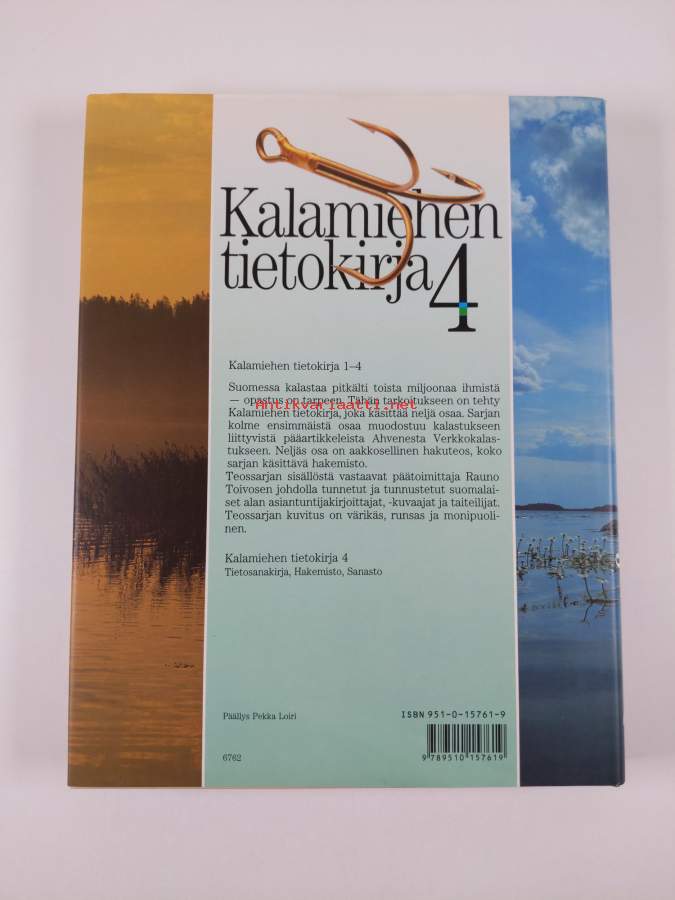 Kalamiehen
tietokirja 4
Kalamiehen tietokirja 1–4
Suomessa kalastaa pitkälti toista miljoonaa ihmistä
— opastus on tarpeen. Tähän tarkoitukseen on tehty
antikvariaatti.net
Kalamiehen tietokirja, joka käsittää neljä osaa. Sarjan
kolme ensimmäistä osaa muodostuu kalastukseen
liittyvistä pääartikkeleista Ahvenesta Verkkokalas-
tukseen. Neljäs osa on aakkosellinen hakuteos, koko
sarjan käsittävä hakemisto.
Teossarjan sisällöstä vastaavat päätoimittaja Rauno
Toivosen johdolla tunnetut ja tunnustetut suomalai-
set alan asiantuntijakirjoittajat, -kuvaajat ja taiteilijat.
Teossarjan kuvitus on värikäs, runsas ja monipuoli-
nen.
Kalamiehen tietokirja 4
Tietosanakirja, Hakemisto, Sanasto
Päällys Pekka Loiri
ISBN 951-0-15761-9
6762
9 789510 157619